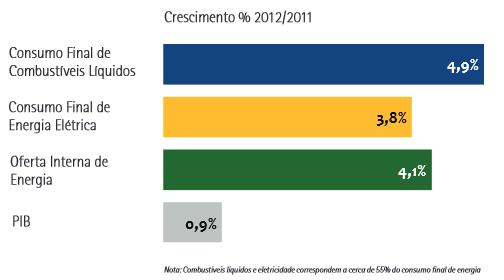 Crescimento % 2012/2011
Consumo Final de
Combustíveis Líquidos
4,9%
Consumo Final de
Energia Elétrica
3,8%
Oferta Interna de
Energia
4,1%
PIB
0,9%
Nota: Combustíveis líquidos e eletricidade correspondem a cerca de 55% do consumo final de energia